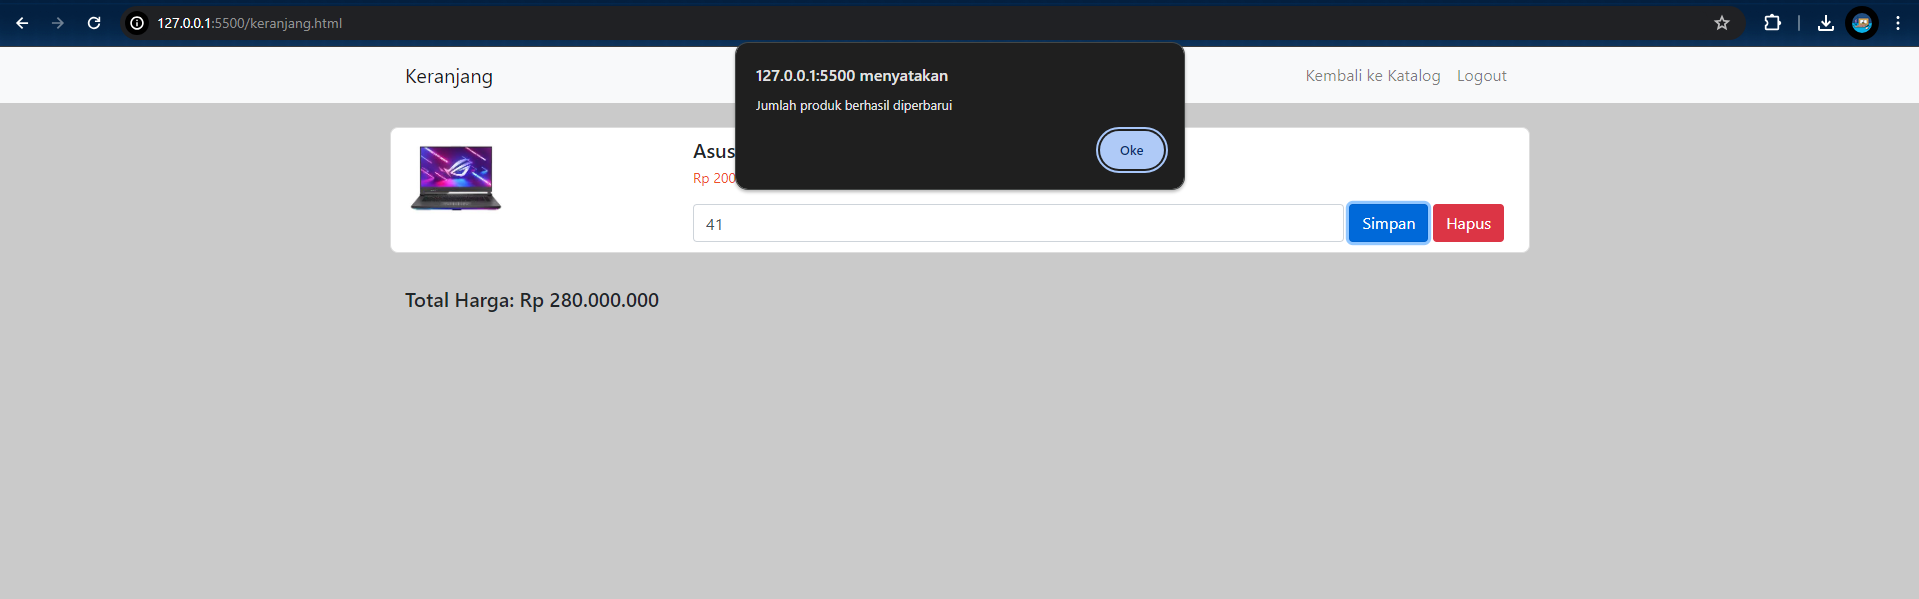 127.0.0.1:5500/keranjang.html
Keranjang
Kembali ke Katalog
Logout
127.0.0.1:5500 menyatakan
Jumlah produk berhasil diperbarui
Oke
Asus
Rp 200
41
Simpan
Hapus
Total Harga: Rp 280.000.000